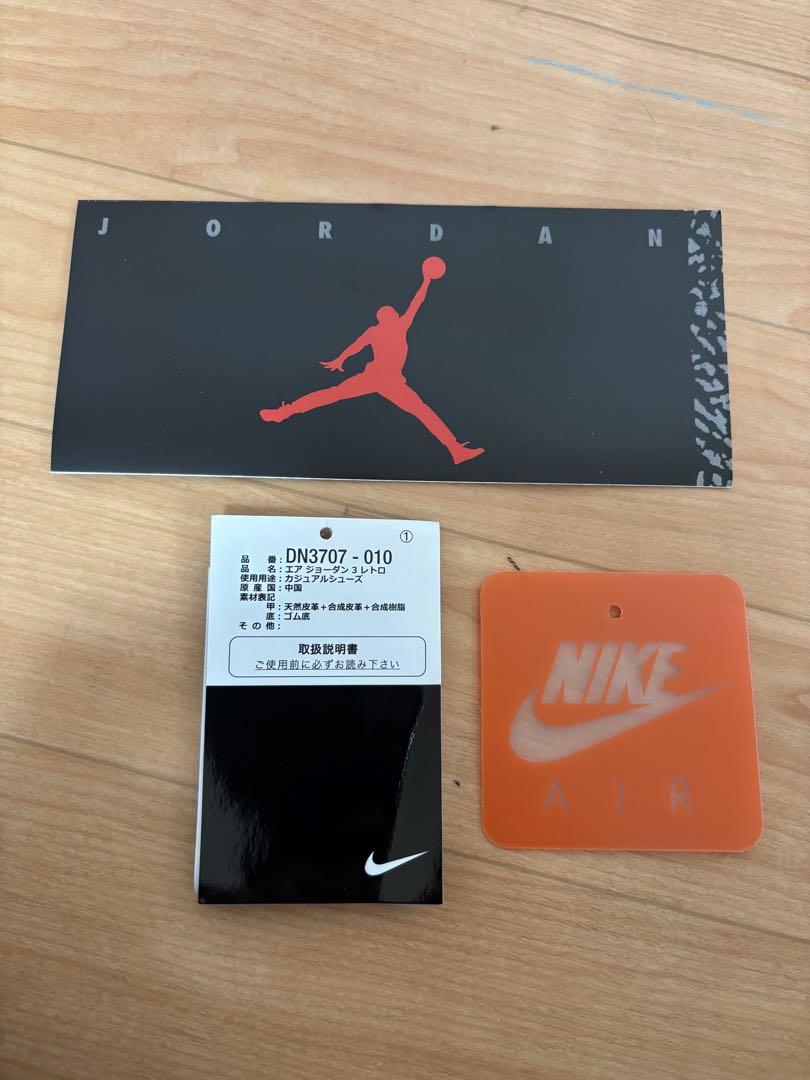 J O R D A N
①
品 番 : DN3707 - 010
品 名 : エア ジョーダン 3 レトロ
使用用途 : カジュアルシューズ
原 産 国 : 中国
素材表記
甲 : 天然皮革+合成皮革+合成樹脂
底 : ゴム底
そ の 他 :
取扱説明書
ご使用前に必ずお読み下さい
NIKE
A I R